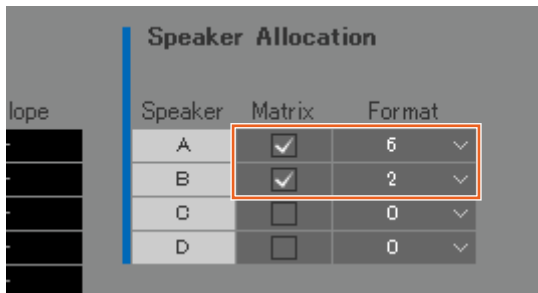 Speaker Allocation
lope Speaker Matrix Format
A 6
B 2
C 0
D 0